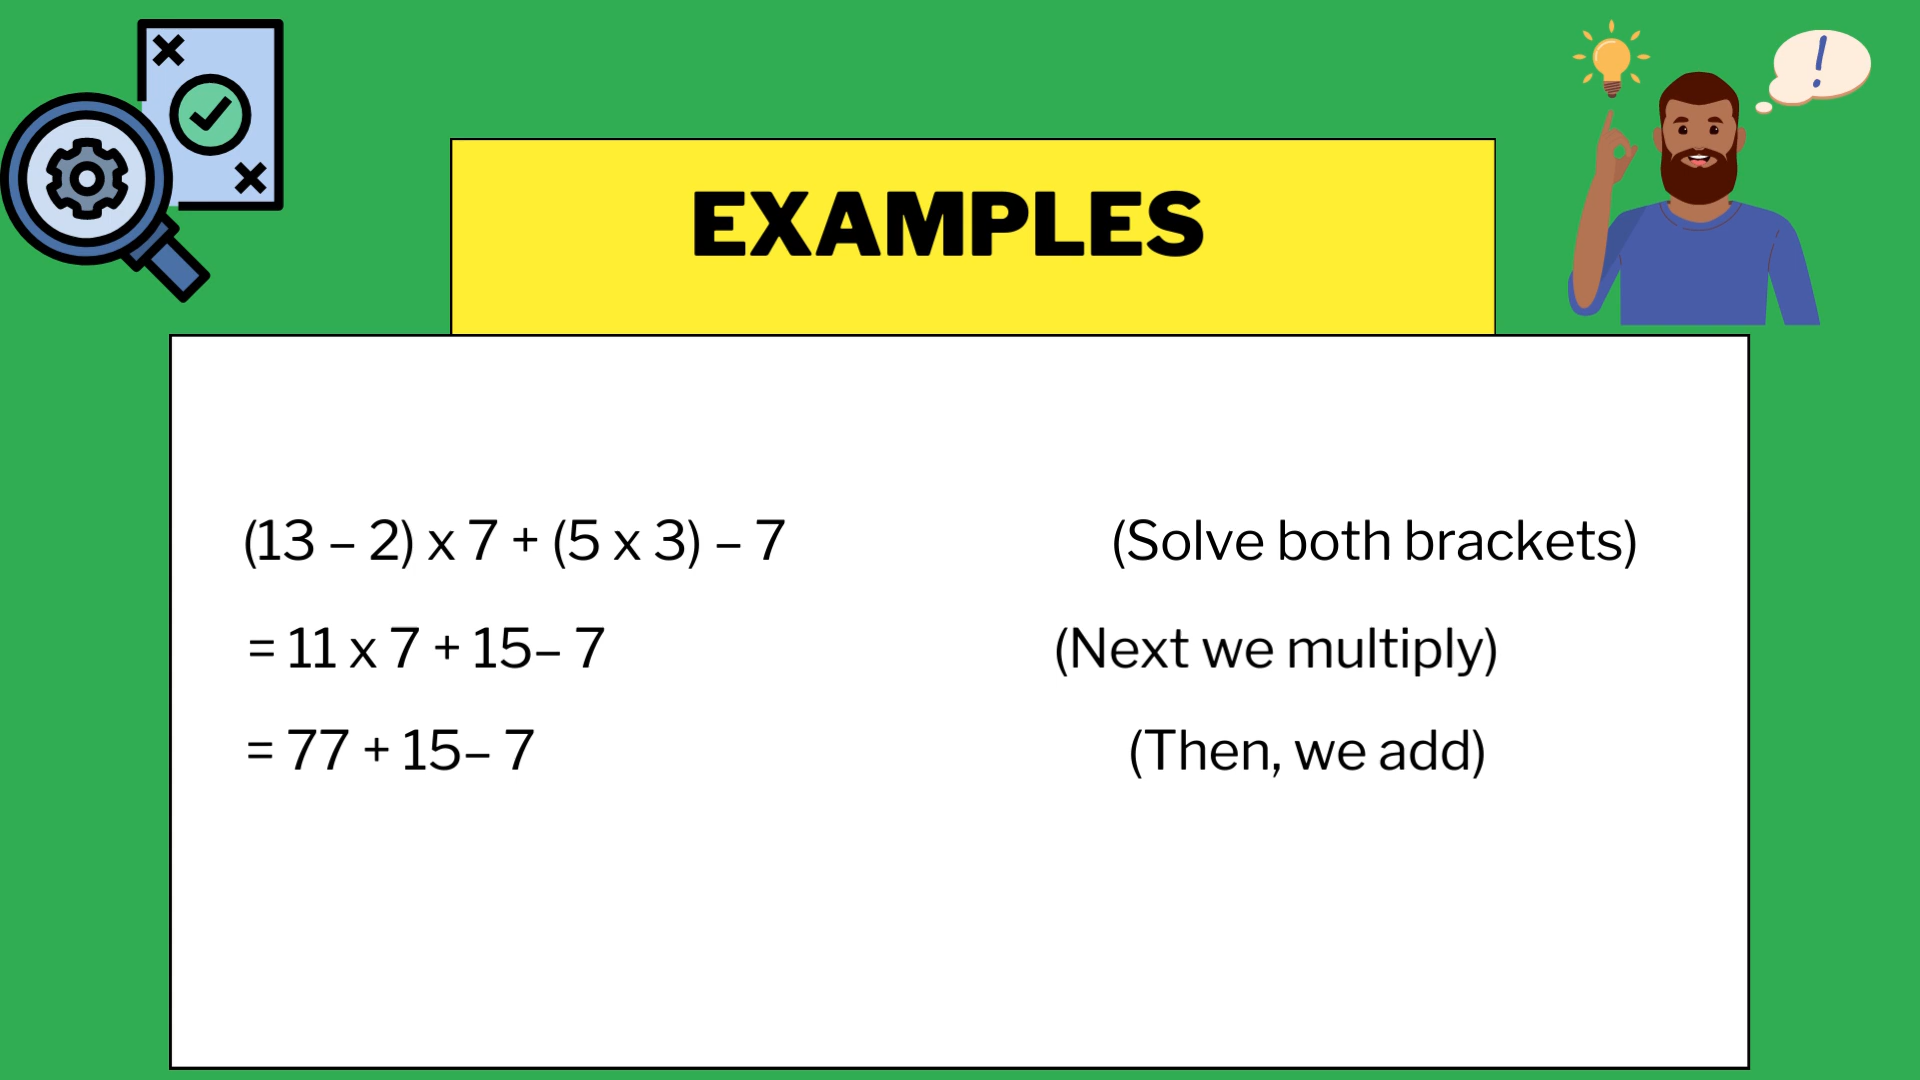 !
EXAMPLES
(13 – 2) x 7 + (5 x 3) – 7 (Solve both brackets)
= 11 x 7 + 15– 7 (Next we multiply)
= 77 + 15– 7 (Then, we add)